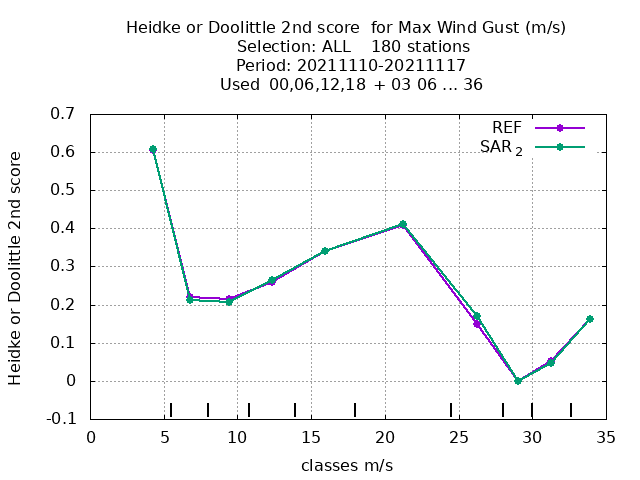 Heidke or Doolittle 2nd score for Max Wind Gust (m/s)
Selection: ALL 180 stations
Period: 20211110-20211117
Used 00,06,12,18 + 03 06 ... 36
REF
SAR 2
0.7
0.6
0.5
0.4
0.3
0.2
0.1
0
-0.1
Heidke or Doolittle 2nd score
0 5 10 15 20 25 30 35
classes m/s